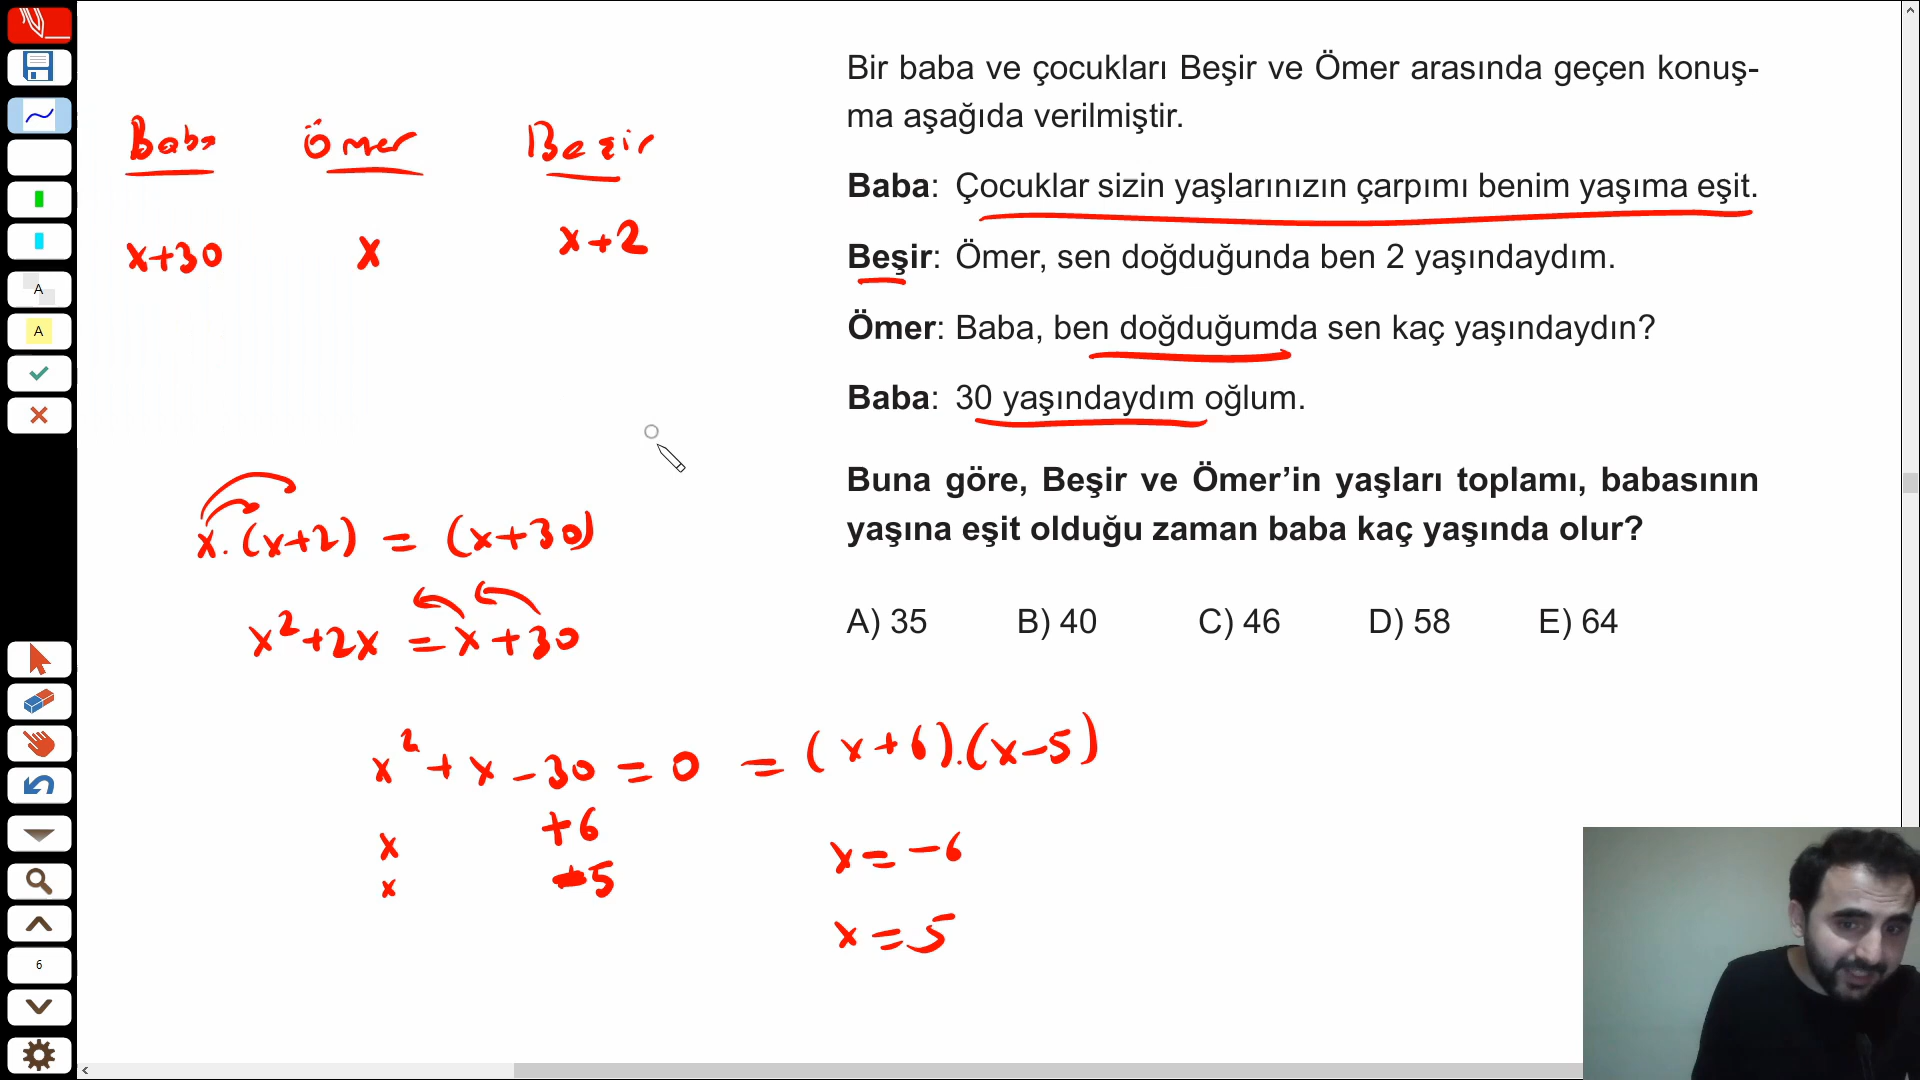 Baba Ömer Beşir
x+30 x x+2
x.(x+2) = (x+30)
x²+2x = x+30
x²+x-30=0 = (x+6).(x-5)
x +6
x -5
x=-6
x=5
Bir baba ve çocukları Beşir ve Ömer arasında geçen konuş-
ma aşağıda verilmiştir.
Baba: Çocuklar sizin yaşlarınızın çarpımı benim yaşıma eşit.
Beşir: Ömer, sen doğduğunda ben 2 yaşındaydım.
Ömer: Baba, ben doğduğumda sen kaç yaşındaydın?
Baba: 30 yaşındaydım oğlum.
Buna göre, Beşir ve Ömer’in yaşları toplamı, babasının
yaşına eşit olduğu zaman baba kaç yaşında olur?
A) 35 B) 40 C) 46 D) 58 E) 64
A
A
6